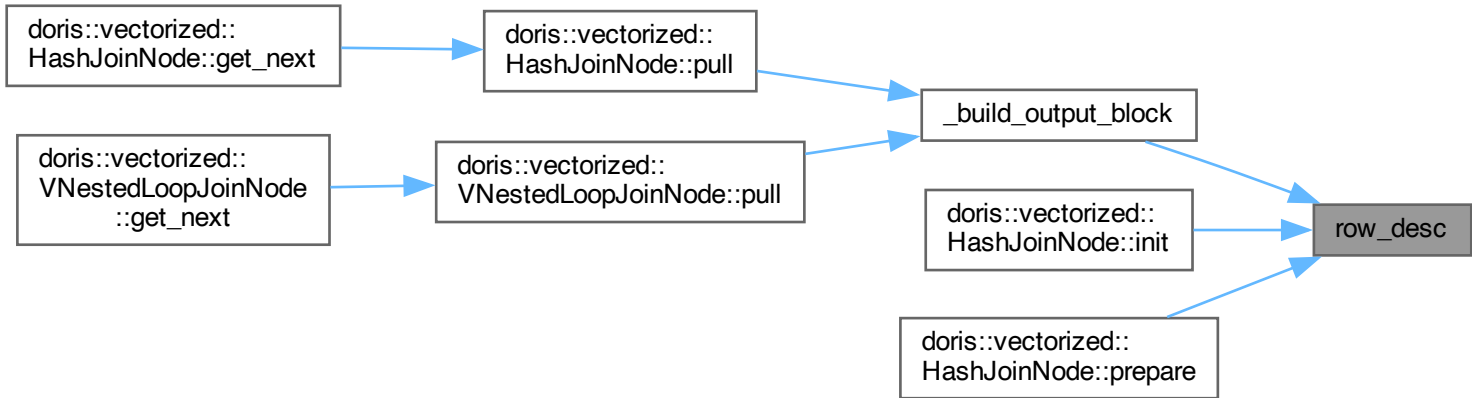 doris::vectorized::
HashJoinNode::get_next
doris::vectorized::
HashJoinNode::pull
_build_output_block
doris::vectorized::
VNestedLoopJoinNode
::get_next
doris::vectorized::
VNestedLoopJoinNode::pull
doris::vectorized::
HashJoinNode::init
row_desc
doris::vectorized::
HashJoinNode::prepare